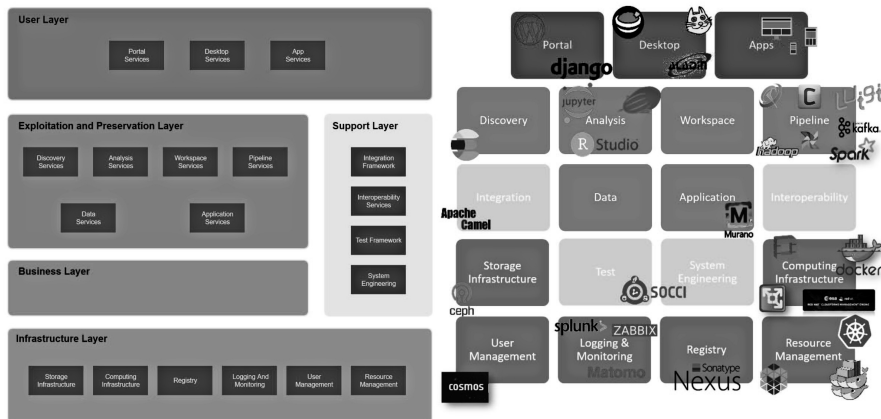 User Layer
Portal
Services
Desktop
Services
App
Services
Exploitation and Preservation Layer
Discovery
Services
Analysis
Services
Workspace
Services
Pipeline
Services
Data
Services
Application
Services
Support Layer
Integration
Framework
Interoperability
Services
Test Framework
System
Engineering
Business Layer
Infrastructure Layer
Storage
Infrastructure
Computing
Infrastructure
Registry
Logging And
Monitoring
User
Management
Resource
Management
Portal
django
Desktop
Apps
Discovery
jupyter
Analysis
R Studio
Workspace
C
Luigi
Pipeline
kafka
hadoop
Spark
Integration
Apache
Camel
Data
Application
M
Murano
Interoperability
Storage
Infrastructure
ceph
Test
SOCCI
System
Engineering
Computing
Infrastructure
docker
User
Management
cosmos
splunk
ZABBIX
Logging &
Monitoring
Matomo
Registry
Sonatype
Nexus
Resource
Management